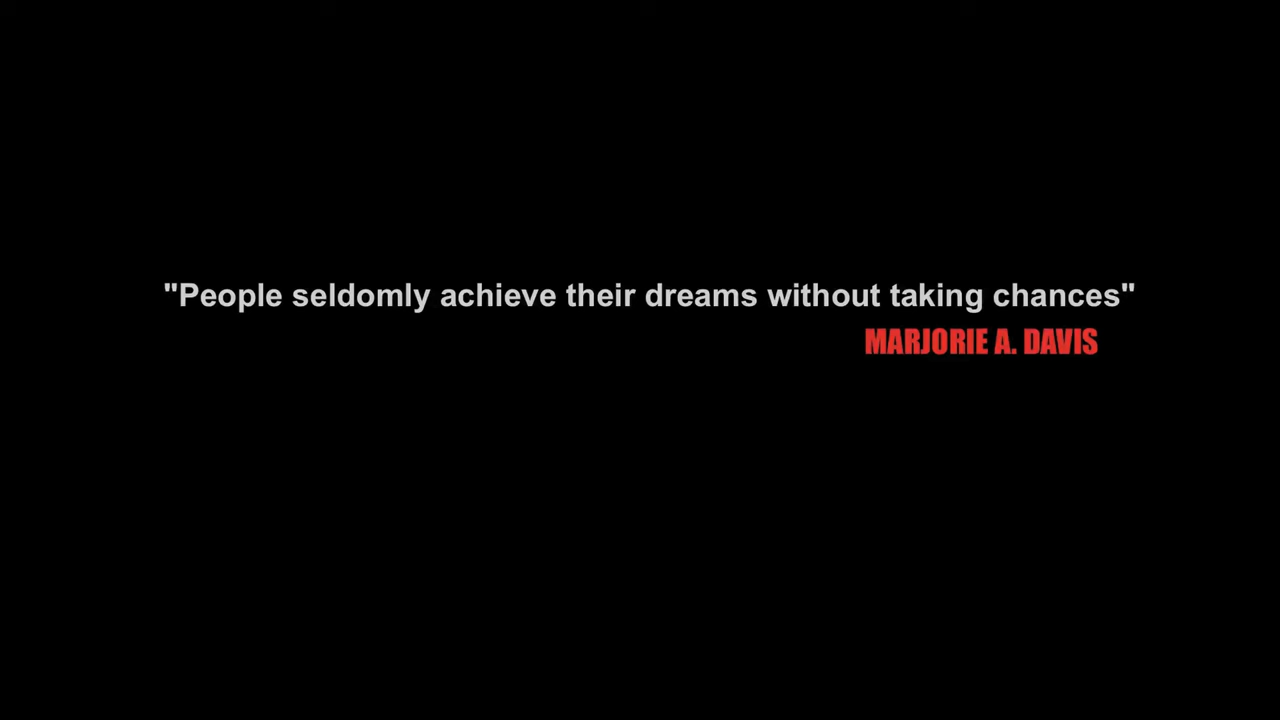 "People seldomly achieve their dreams without taking chances"
MARJORIE A. DAVIS